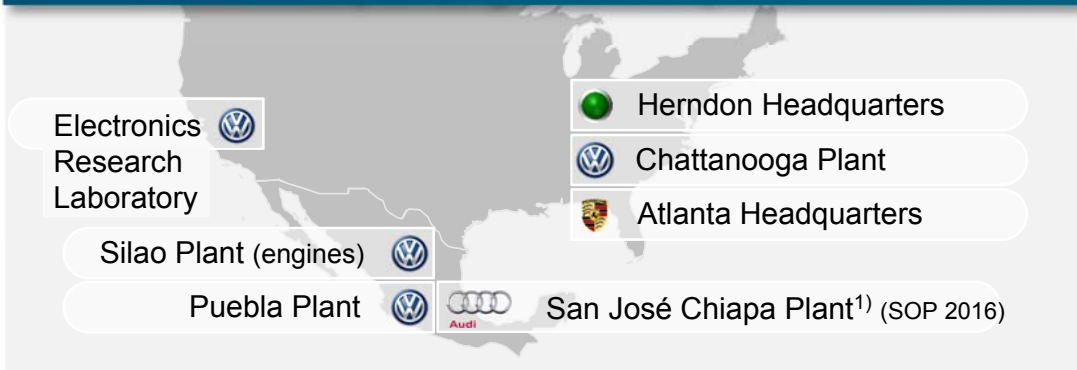 Electronics
Research
Laboratory
Herndon Headquarters
Chattanooga Plant
Atlanta Headquarters
Silao Plant (engines)
Puebla Plant
Audi
San José Chiapa Plant¹⁾ (SOP 2016)